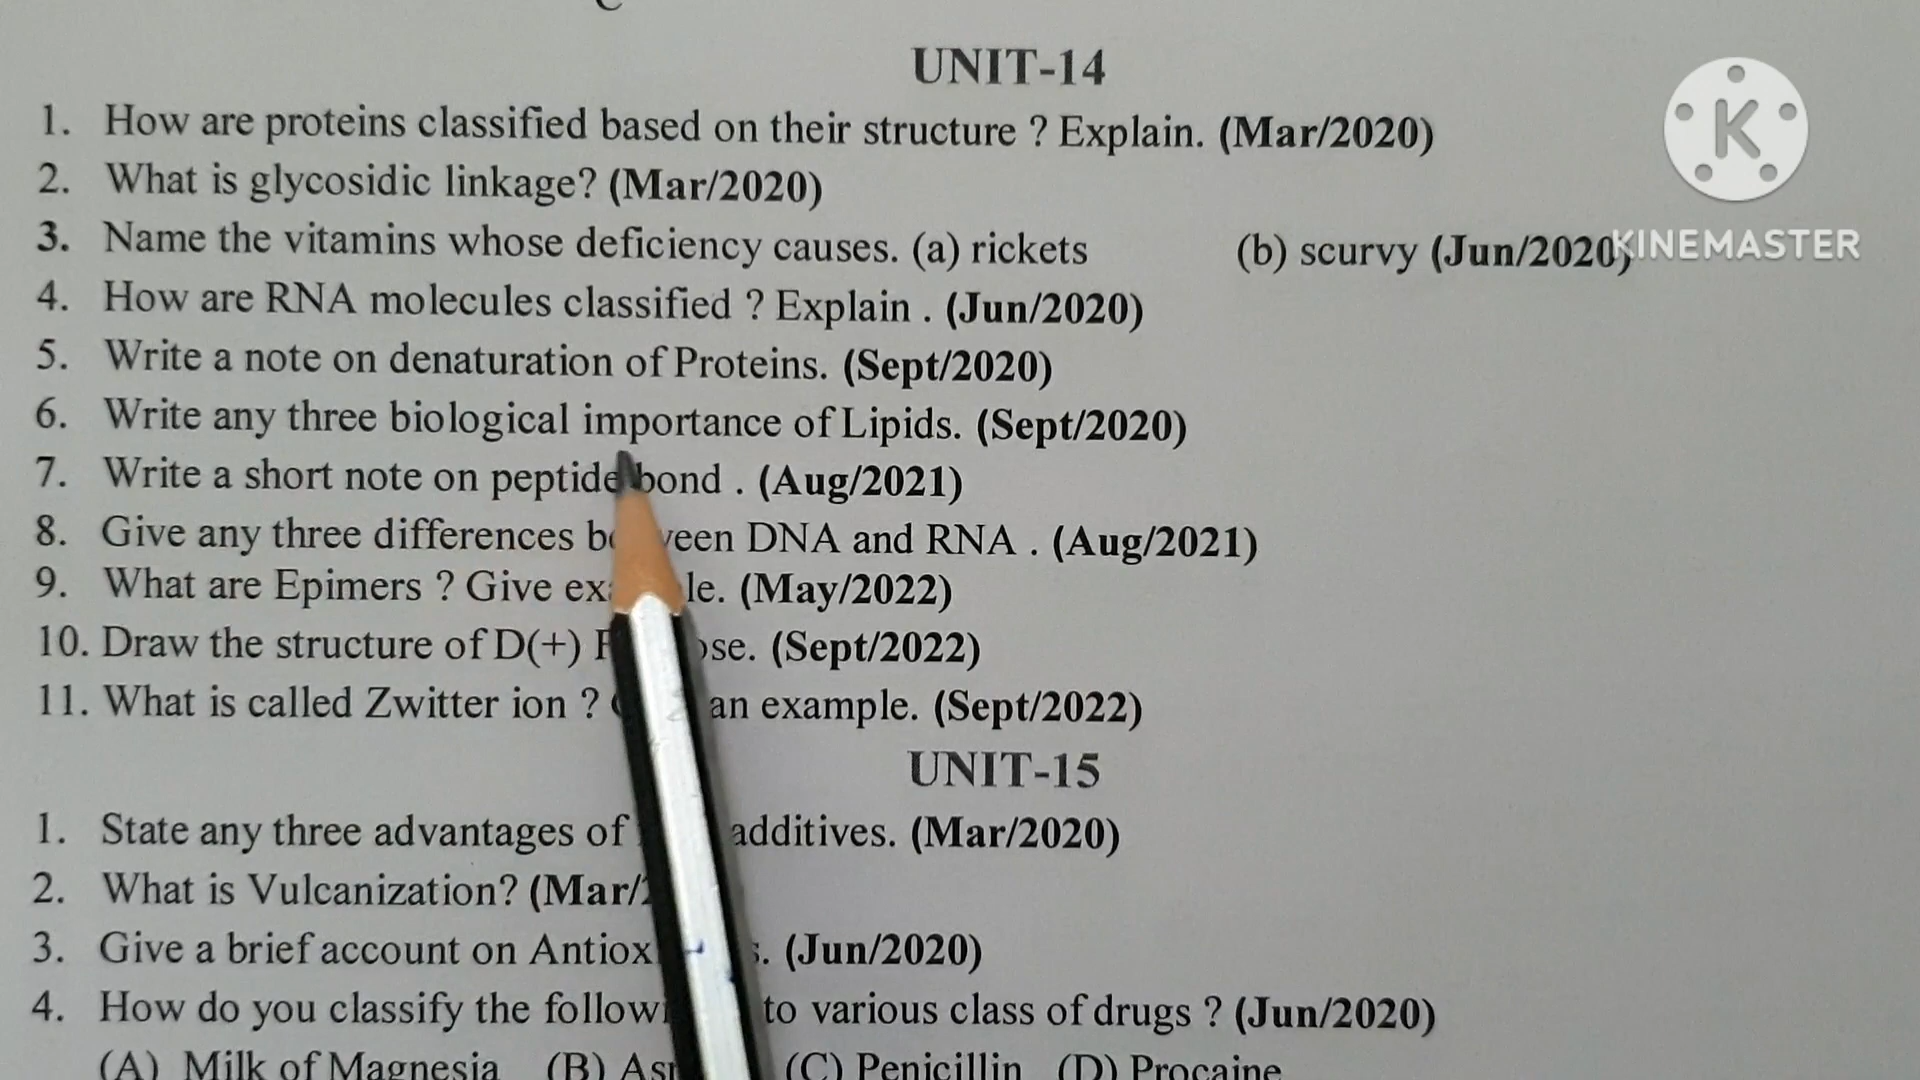 UNIT-14
1. How are proteins classified based on their structure ? Explain. (Mar/2020)
2. What is glycosidic linkage? (Mar/2020)
3. Name the vitamins whose deficiency causes. (a) rickets (b) scurvy (Jun/2020)
4. How are RNA molecules classified ? Explain . (Jun/2020)
5. Write a note on denaturation of Proteins. (Sept/2020)
6. Write any three biological importance of Lipids. (Sept/2020)
7. Write a short note on peptide bond . (Aug/2021)
8. Give any three differences between DNA and RNA . (Aug/2021)
9. What are Epimers ? Give example. (May/2022)
10. Draw the structure of D(+) (Sept/2022)
11. What is called Zwitter ion ? an example. (Sept/2022)
UNIT-15
1. State any three advantages of additives. (Mar/2020)
2. What is Vulcanization?
3. Give a brief account on (Jun/2020)
4. How do you classify the to various class of drugs ? (Jun/2020)
(A) Milk of Magnesia (B) (C) Penicillin (D) Procaine
K
KINEMASTER